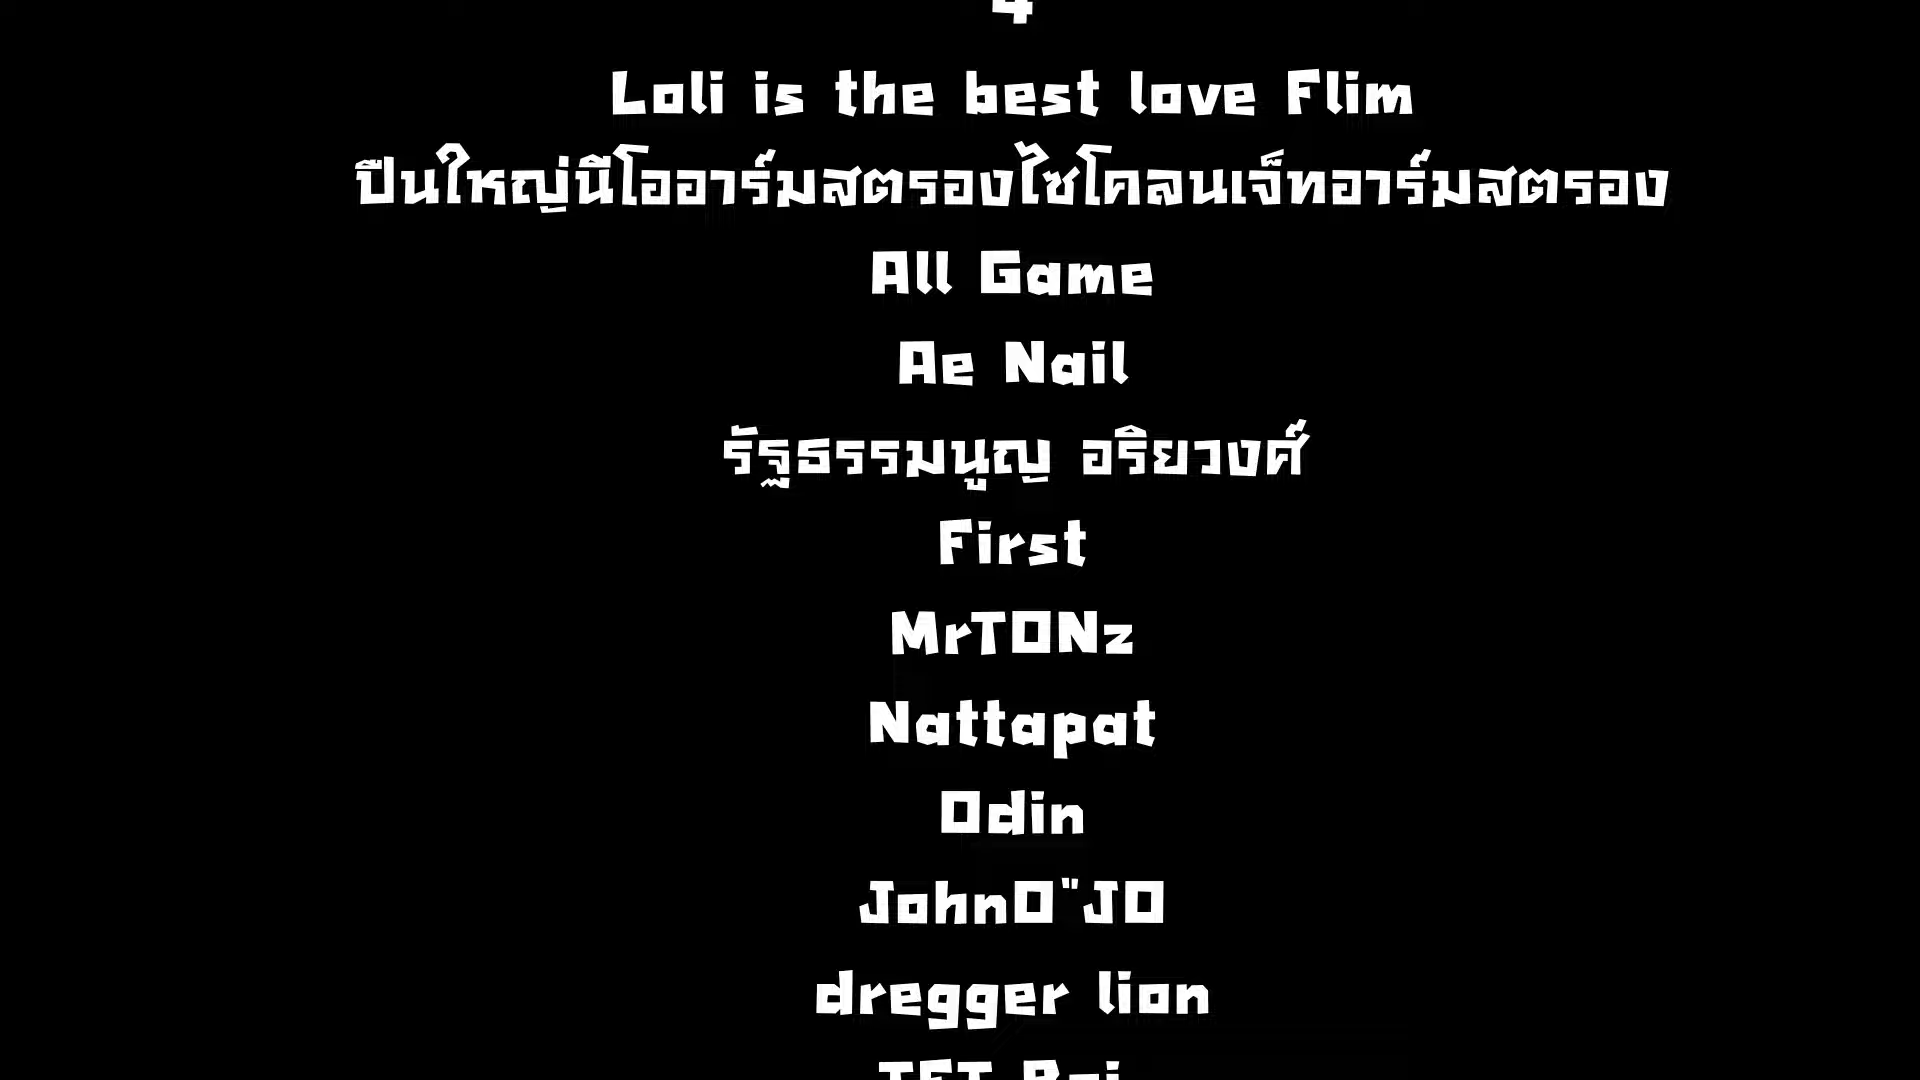 4
Loli is the best love Flim
ปืนใหญ่นีโออาร์มสตรองไซโคลนเจ็ทอาร์มสตรอง
All Game
Ae Nail
รัฐธรรมนูญ อริยวงศ์
First
MrTONz
Nattapat
Odin
JohnO"JO
dregger lion